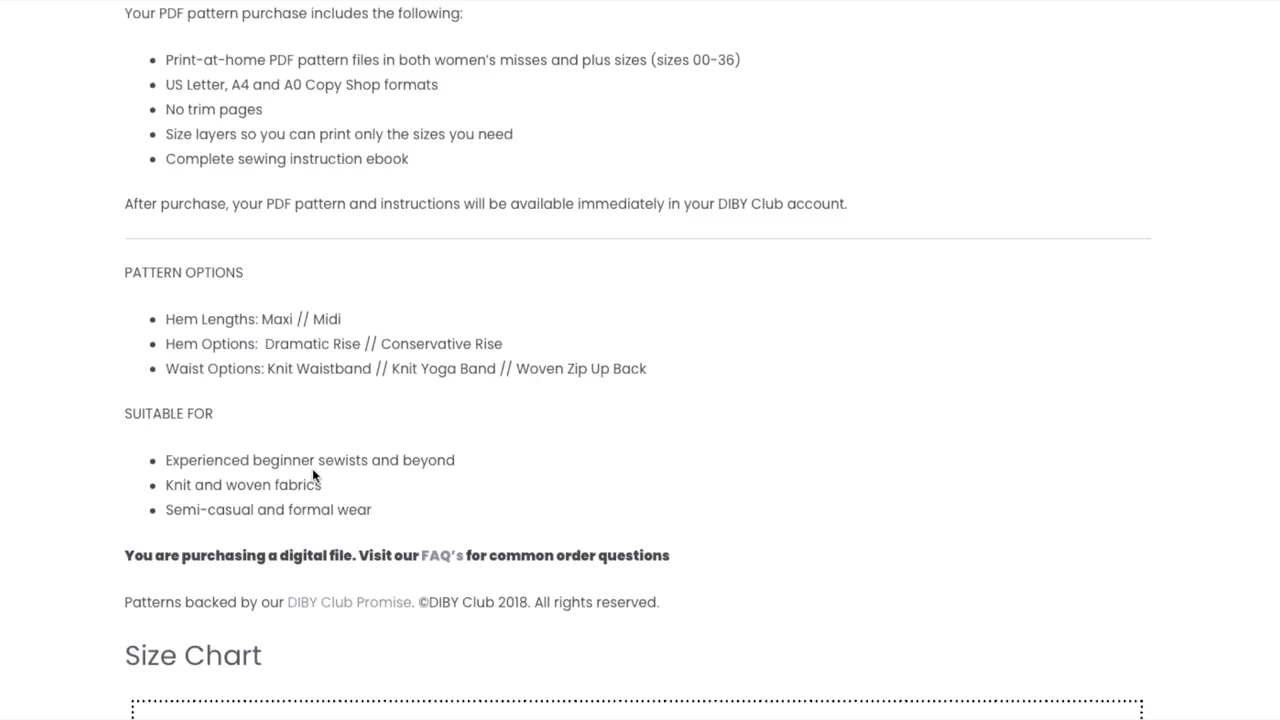 Your PDF pattern purchase includes the following:
Print-at-home PDF pattern files in both women's misses and plus sizes (sizes 00-36)
US Letter, A4 and A0 Copy Shop formats
No trim pages
Size layers so you can print only the sizes you need
Complete sewing instruction ebook
After purchase, your PDF pattern and instructions will be available immediately in your DIBY Club account.
PATTERN OPTIONS
Hem Lengths: Maxi // Midi
Hem Options: Dramatic Rise // Conservative Rise
Waist Options: Knit Waistband // Knit Yoga Band // Woven Zip Up Back
SUITABLE FOR
Experienced beginner sewists and beyond
Knit and woven fabrics
Semi-casual and formal wear
You are purchasing a digital file. Visit our FAQ's for common order questions
Patterns backed by our DIBY Club Promise. ©DIBY Club 2018. All rights reserved.
Size Chart